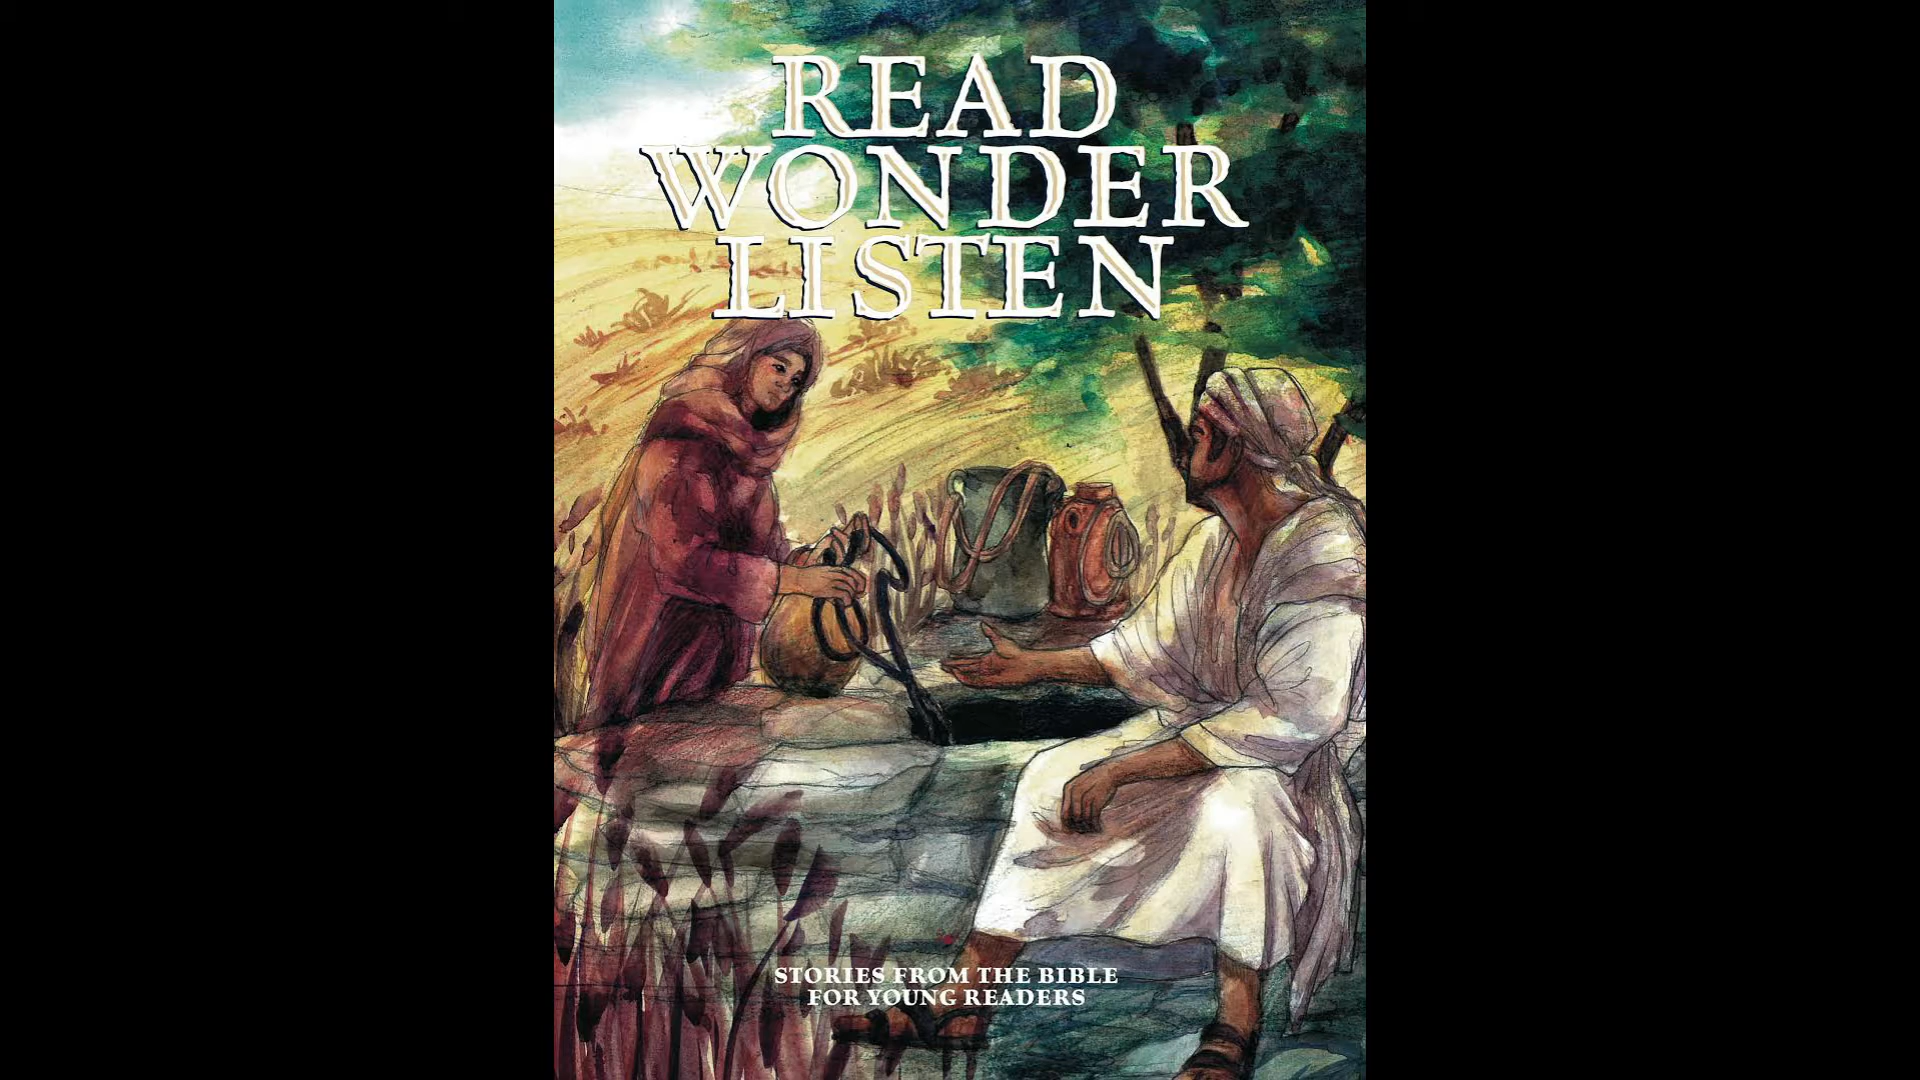 READ
WONDER
LISTEN
STORIES FROM THE BIBLE
FOR YOUNG READERS